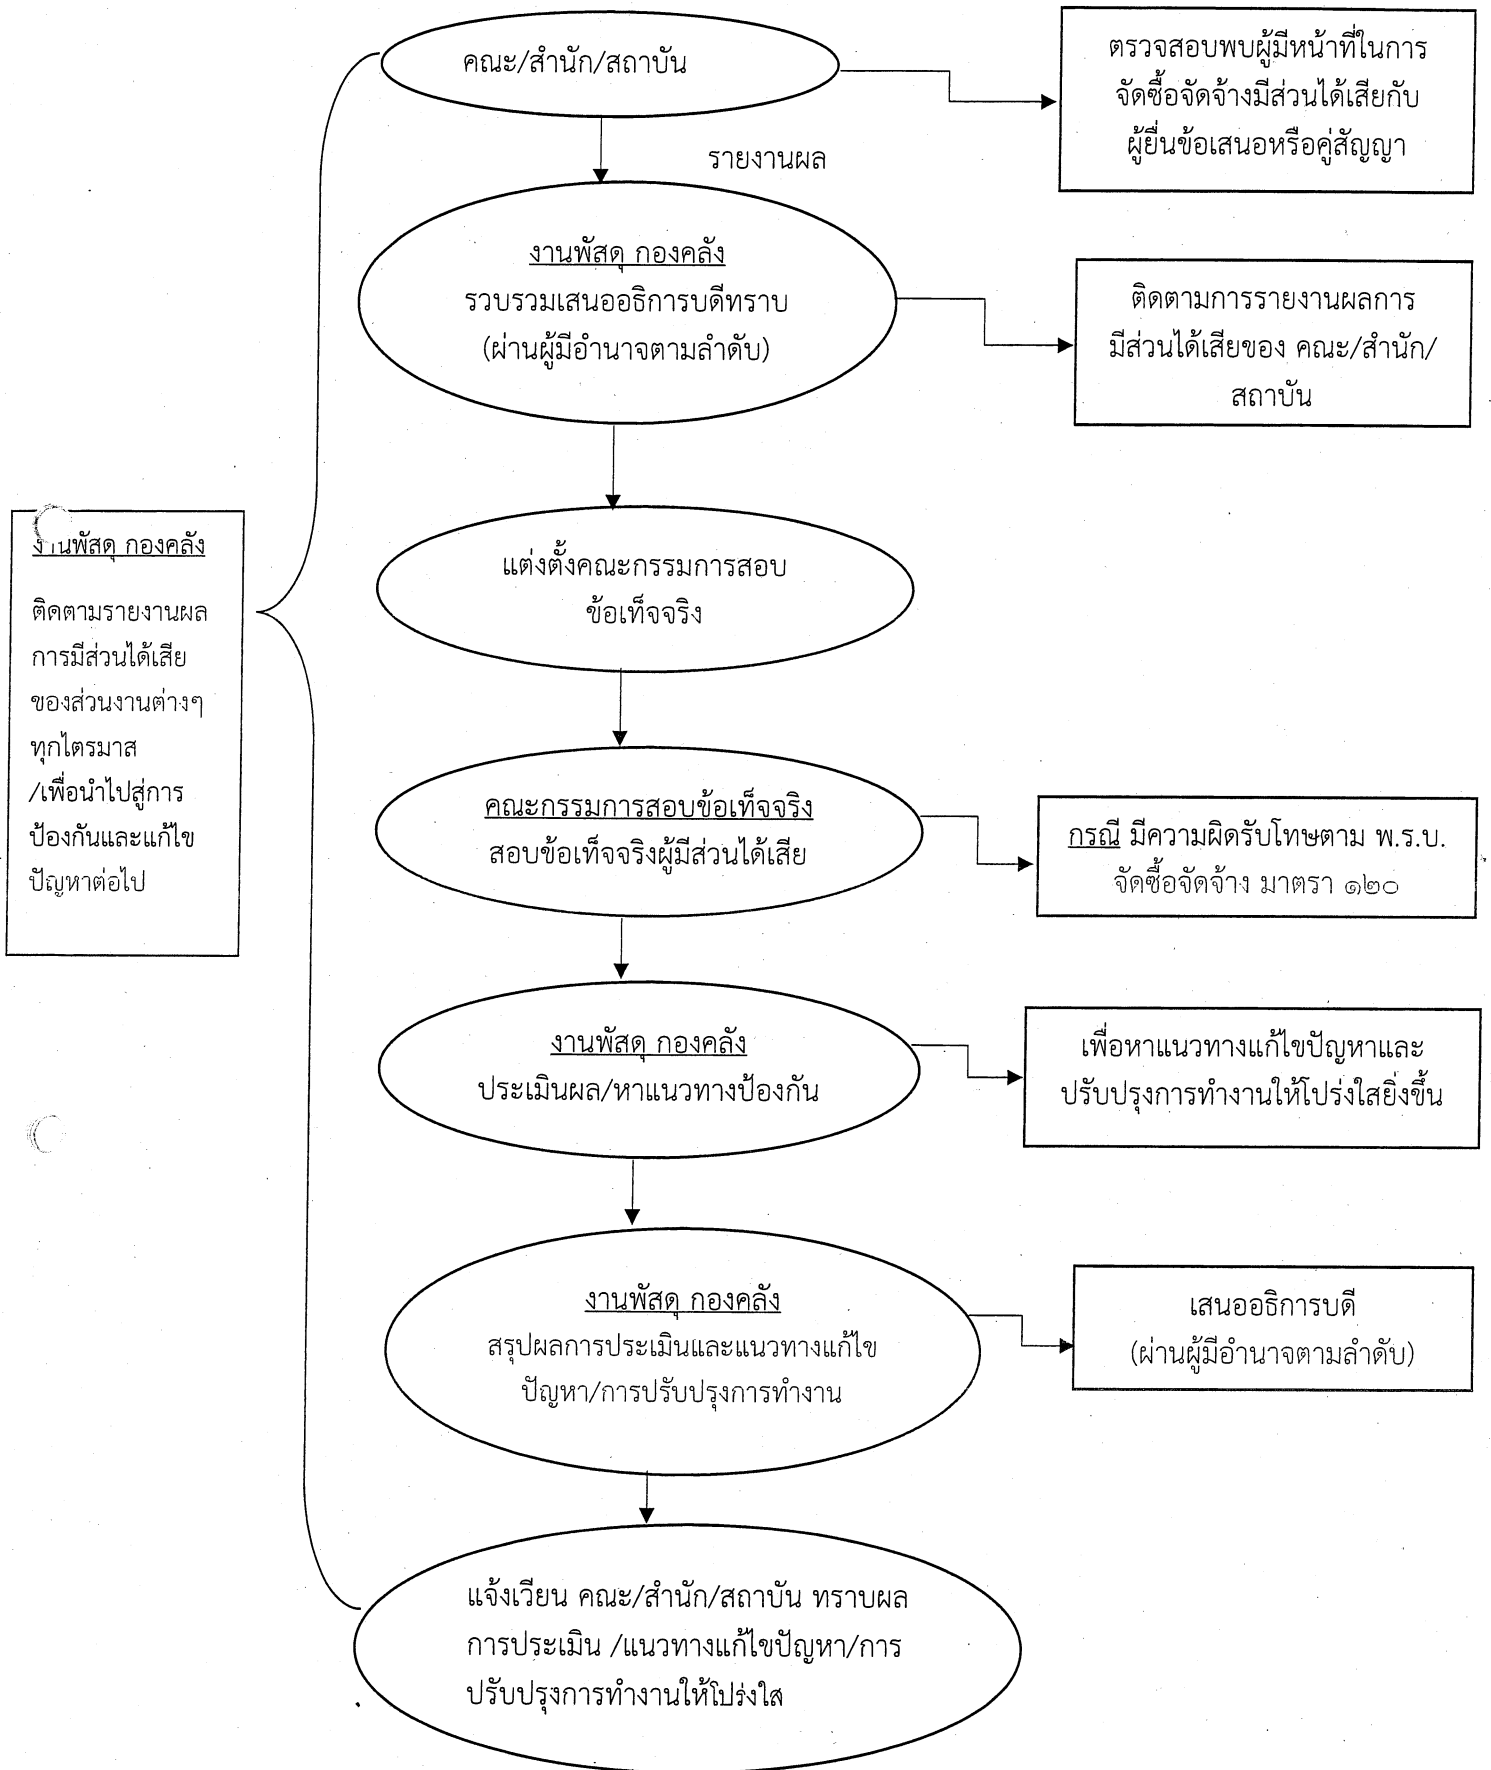 คณะ/สำนัก/สถาบัน
ตรวจสอบพบผู้มีหน้าที่ในการ
จัดซื้อจัดจ้างมีส่วนได้เสียกับ
ผู้ยื่นข้อเสนอหรือคู่สัญญา
รายงานผล
งานพัสดุ กองคลัง
รวบรวมเสนออธิการบดีทราบ
(ผ่านผู้มีอำนาจตามลำดับ)
ติดตามการรายงานผลการ
มีส่วนได้เสียของ คณะ/สำนัก/
สถาบัน
งานพัสดุ กองคลัง
ติดตามรายงานผล
การมีส่วนได้เสีย
ของส่วนงานต่างๆ
ทุกไตรมาส
/เพื่อนำไปสู่การ
ป้องกันและแก้ไข
ปัญหาต่อไป
แต่งตั้งคณะกรรมการสอบ
ข้อเท็จจริง
คณะกรรมการสอบข้อเท็จจริง
สอบข้อเท็จจริงผู้มีส่วนได้เสีย
กรณี มีความผิดรับโทษตาม พ.ร.บ.
จัดซื้อจัดจ้าง มาตรา ๑๒๐
งานพัสดุ กองคลัง
ประเมินผล/หาแนวทางป้องกัน
เพื่อหาแนวทางแก้ไขปัญหาและ
ปรับปรุงการทำงานให้โปร่งใสยิ่งขึ้น
งานพัสดุ กองคลัง
สรุปผลการประเมินและแนวทางแก้ไข
ปัญหา/การปรับปรุงการทำงาน
เสนออธิการบดี
(ผ่านผู้มีอำนาจตามลำดับ)
แจ้งเวียน คณะ/สำนัก/สถาบัน ทราบผล
การประเมิน /แนวทางแก้ไขปัญหา/การ
ปรับปรุงการทำงานให้โปร่งใส